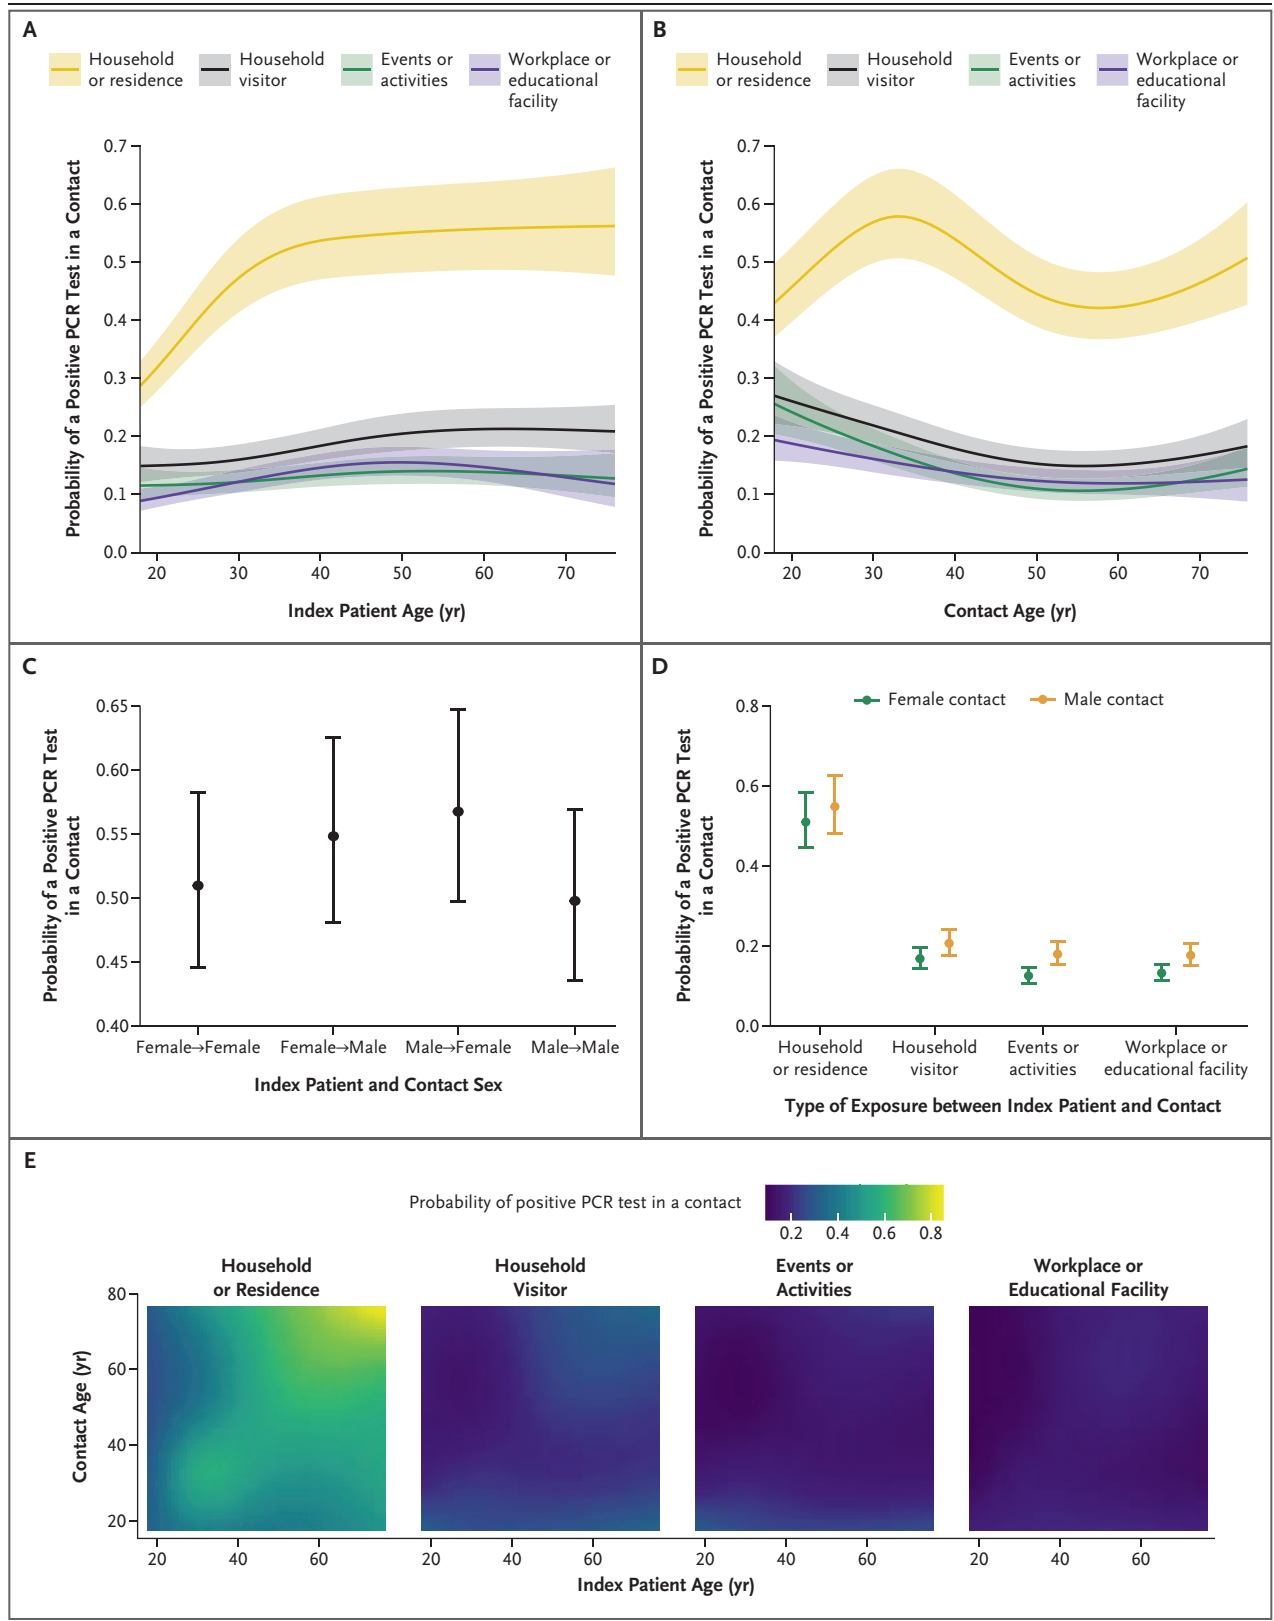 A
Household
or residence
Household
visitor
Events or
activities
Workplace or
educational
facility
Probability of a Positive PCR Test in a Contact
0.7
0.6
0.5
0.4
0.3
0.2
0.1
0.0
20 30 40 50 60 70
Index Patient Age (yr)
B
Household
or residence
Household
visitor
Events or
activities
Workplace or
educational
facility
Probability of a Positive PCR Test in a Contact
0.7
0.6
0.5
0.4
0.3
0.2
0.1
0.0
20 30 40 50 60 70
Contact Age (yr)
C
Probability of a Positive PCR Test
in a Contact
0.65
0.60
0.55
0.50
0.45
0.40
Female→Female Female→Male Male→Female Male→Male
Index Patient and Contact Sex
D
Female contact Male contact
Probability of a Positive PCR Test
in a Contact
0.8
0.6
0.4
0.2
0.0
Household
or residence
Household
visitor
Events or
activities
Workplace or
educational facility
Type of Exposure between Index Patient and Contact
E
Probability of positive PCR test in a contact
0.2 0.4 0.6 0.8
Household
or Residence
Household
Visitor
Events or
Activities
Workplace or
Educational Facility
Contact Age (yr)
80
60
40
20
20 40 60 20 40 60 20 40 60 20 40 60
Index Patient Age (yr)